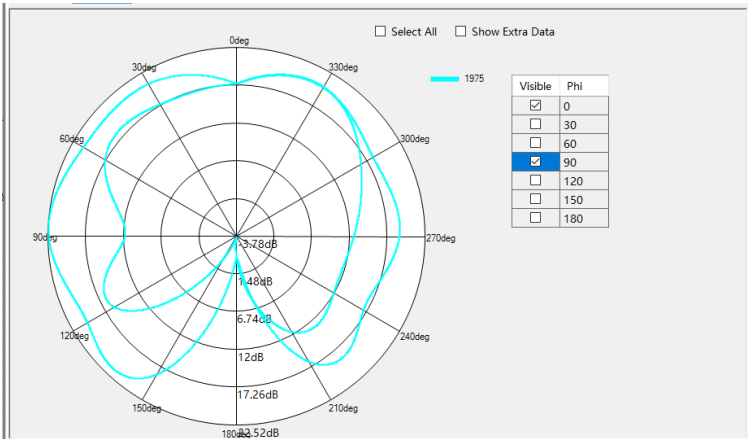 Select All
Show Extra Data
0deg
30deg
330deg
1975
Visible Phi
0
30
60
90
120
150
180
60deg
300deg
90deg
270deg
-3.78dB
1.48dB
6.74dB
12dB
17.26dB
22.52dB
120deg
240deg
150deg
210deg
180deg